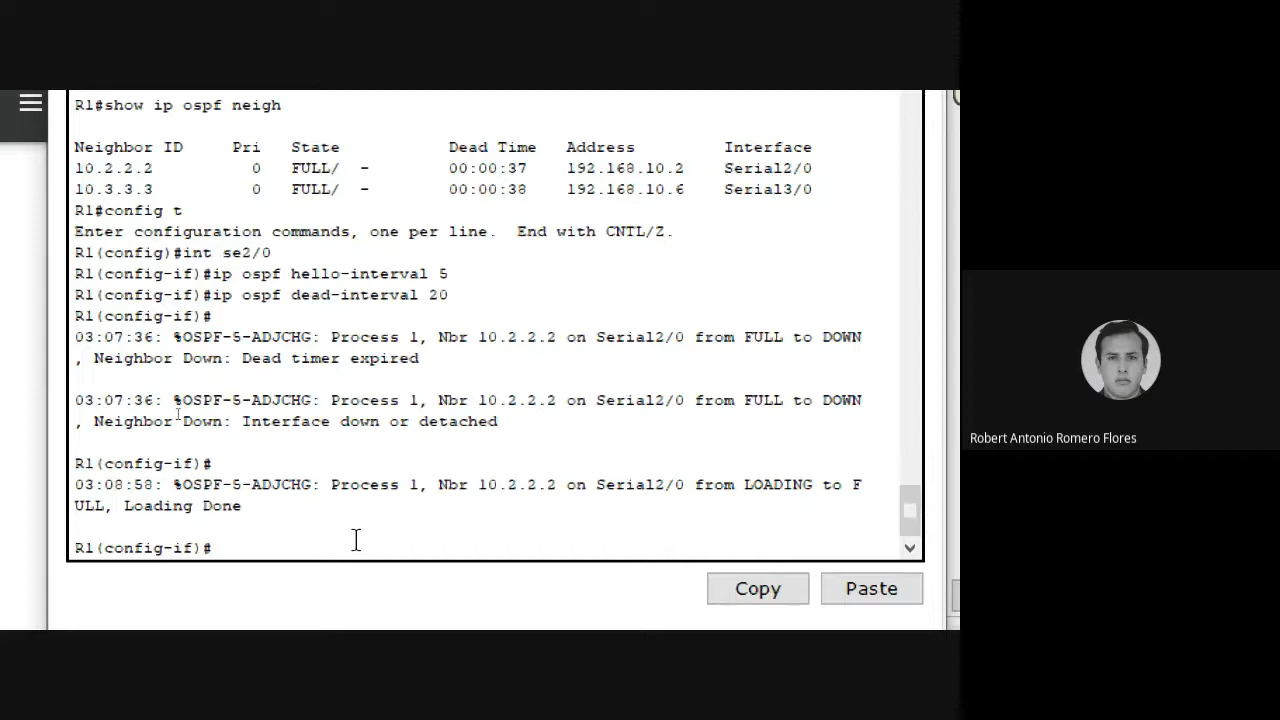 R1#show ip ospf neigh
Neighbor ID Pri State Dead Time Address Interface
10.2.2.2 0 FULL/ - 00:00:37 192.168.10.2 Serial2/0
10.3.3.3 0 FULL/ - 00:00:38 192.168.10.6 Serial3/0
R1#config t
Enter configuration commands, one per line. End with CNTL/Z.
R1(config)#int se2/0
R1(config-if)#ip ospf hello-interval 5
R1(config-if)#ip ospf dead-interval 20
R1(config-if)#
03:07:36: %OSPF-5-ADJCHG: Process 1, Nbr 10.2.2.2 on Serial2/0 from FULL to DOWN
, Neighbor Down: Dead timer expired
03:07:36: %OSPF-5-ADJCHG: Process 1, Nbr 10.2.2.2 on Serial2/0 from FULL to DOWN
, Neighbor Down: Interface down or detached
R1(config-if)#
03:08:58: %OSPF-5-ADJCHG: Process 1, Nbr 10.2.2.2 on Serial2/0 from LOADING to F
ULL, Loading Done
R1(config-if)#
Copy Paste
Robert Antonio Romero Flores